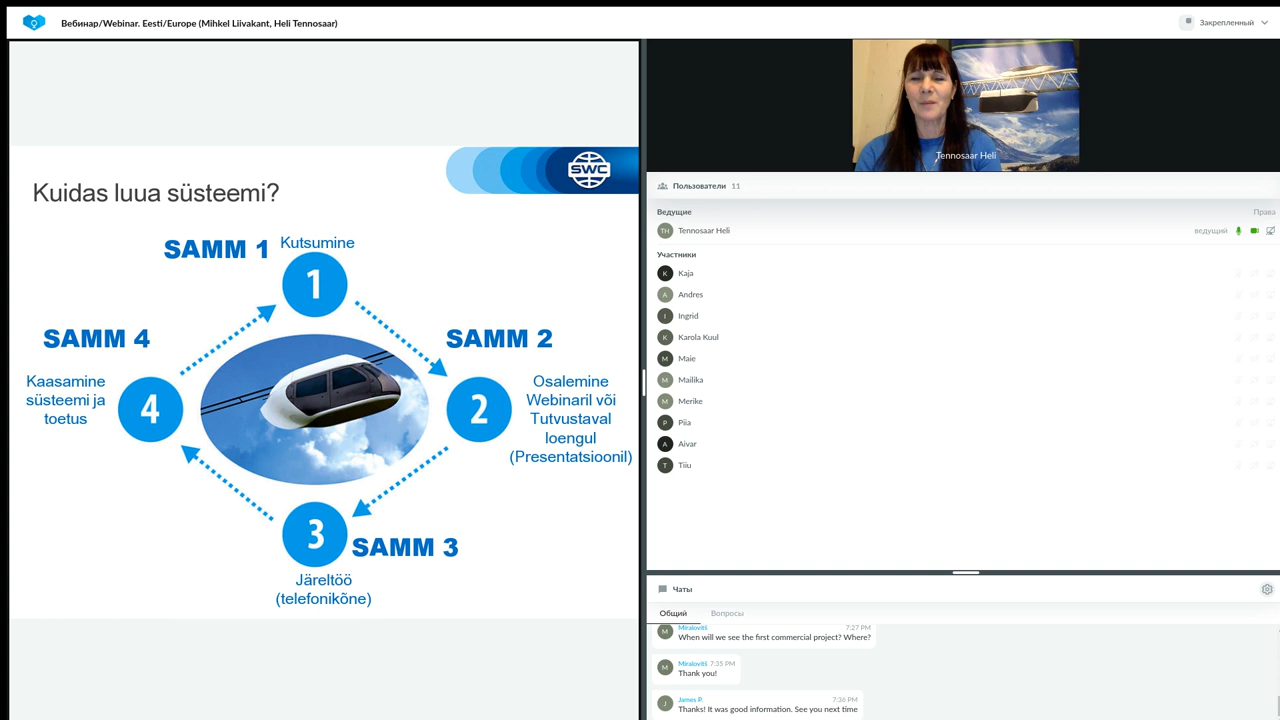 Вебинар/Webinar. Eesti/Europe (Mihkel Liivakant, Heli Tennosaar)
Закрепленный
SWC
Kuidas luua süsteemi?
SAMM 1
Kutsumine
1
SAMM 4
SAMM 2
Kaasamine
süsteemi ja
toetus
4
2
Osalemine
Webinaril või
Tutvustaval
loengul
(Presentatsioonil)
3
SAMM 3
Järeltöö
(telefonikõne)
Tennosaar Heli
Пользователи 11
Ведущие
Права
TH Tennosaar Heli
ведущий
Участники
K Kaja
A Andres
I Ingrid
K Karola Kuul
M Maie
M Mailika
M Merike
P Piia
A Aivar
T Tiiu
Чаты
Общий
Вопросы
M Miralovitš 7:27 PM
When will we see the first commercial project? Where?
M Miralovitš 7:35 PM
Thank you!
J James P. 7:36 PM
Thanks! It was good information. See you next time